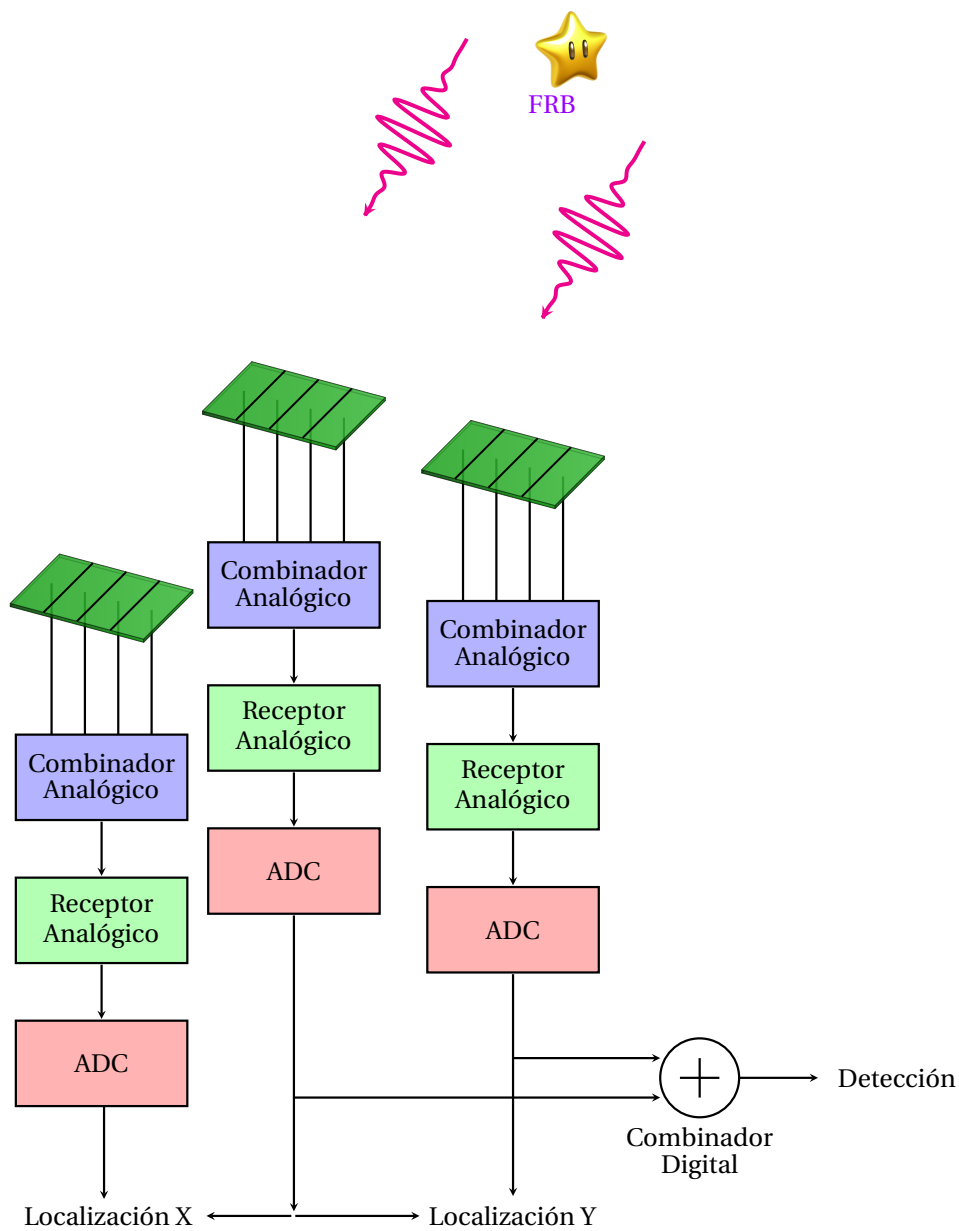 FRB
Combinador
Analógico
Combinador
Analógico
Receptor
Analógico
Combinador
Analógico
Receptor
Analógico
ADC
Receptor
Analógico
ADC
ADC
Detección
Combinador
Digital
Localización X
Localización Y